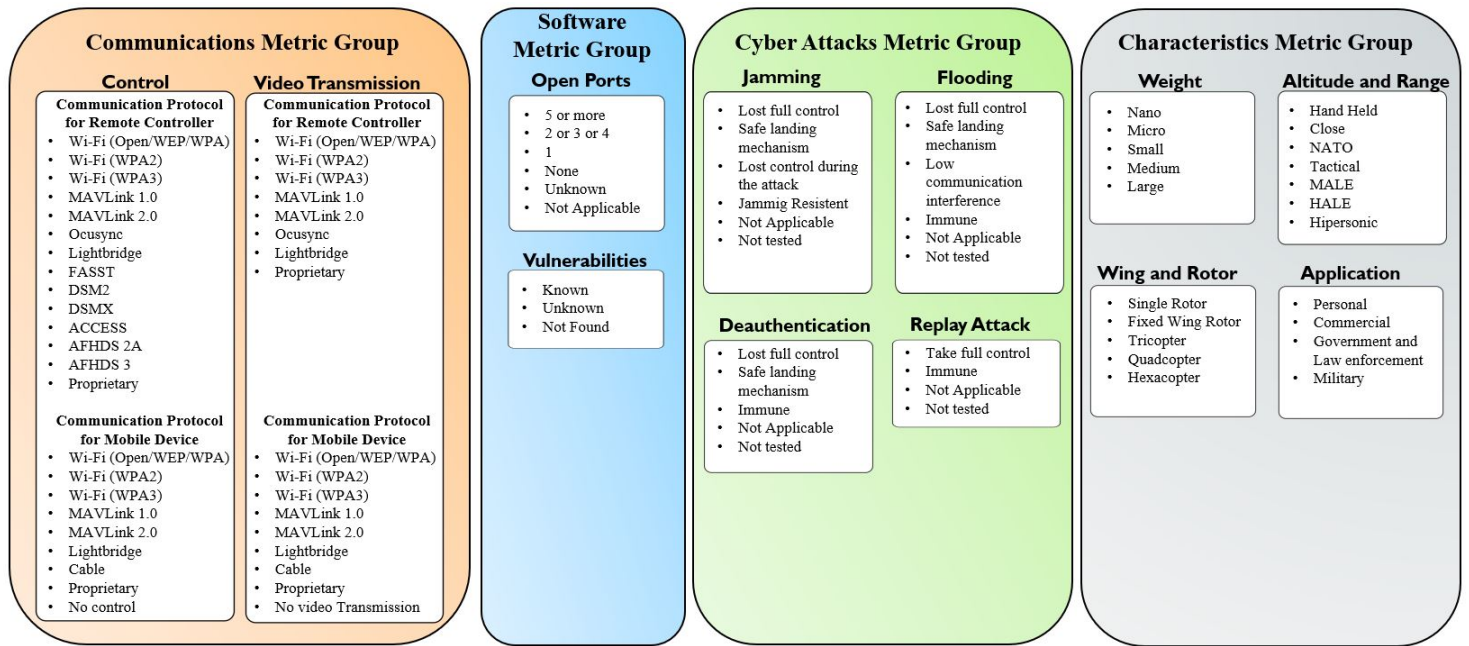 Communications Metric Group
Control
Communication Protocol
for Remote Controller
• Wi-Fi (Open/WEP/WPA)
• Wi-Fi (WPA2)
• Wi-Fi (WPA3)
• MAVLink 1.0
• MAVLink 2.0
• Ocusync
• Lightbridge
• FASST
• DSM2
• DSMX
• ACCESS
• AFHDS 2A
• AFHDS 3
• Proprietary
Communication Protocol
for Mobile Device
• Wi-Fi (Open/WEP/WPA)
• Wi-Fi (WPA2)
• Wi-Fi (WPA3)
• MAVLink 1.0
• MAVLink 2.0
• Lightbridge
• Cable
• Proprietary
• No control
Video Transmission
Communication Protocol
for Remote Controller
• Wi-Fi (Open/WEP/WPA)
• Wi-Fi (WPA2)
• Wi-Fi (WPA3)
• MAVLink 1.0
• MAVLink 2.0
• Ocusync
• Lightbridge
• Proprietary
Communication Protocol
for Mobile Device
• Wi-Fi (Open/WEP/WPA)
• Wi-Fi (WPA2)
• Wi-Fi (WPA3)
• MAVLink 1.0
• MAVLink 2.0
• Lightbridge
• Cable
• Proprietary
• No video Transmission
Software
Metric Group
Open Ports
• 5 or more
• 2 or 3 or 4
• 1
• None
• Unknown
• Not Applicable
Vulnerabilities
• Known
• Unknown
• Not Found
Cyber Attacks Metric Group
Jamming
• Lost full control
• Safe landing
mechanism
• Lost control during
the attack
• Jammig Resistent
• Not Applicable
• Not tested
Flooding
• Lost full control
• Safe landing
mechanism
• Low
communication
interference
• Immune
• Not Applicable
• Not tested
Deauthentication
• Lost full control
• Safe landing
mechanism
• Immune
• Not Applicable
• Not tested
Replay Attack
• Take full control
• Immune
• Not Applicable
• Not tested
Characteristics Metric Group
Weight
• Nano
• Micro
• Small
• Medium
• Large
Altitude and Range
• Hand Held
• Close
• NATO
• Tactical
• MALE
• HALE
• Hipersonic
Wing and Rotor
• Single Rotor
• Fixed Wing Rotor
• Tricopter
• Quadcopter
• Hexacopter
Application
• Personal
• Commercial
• Government and
Law enforcement
• Military